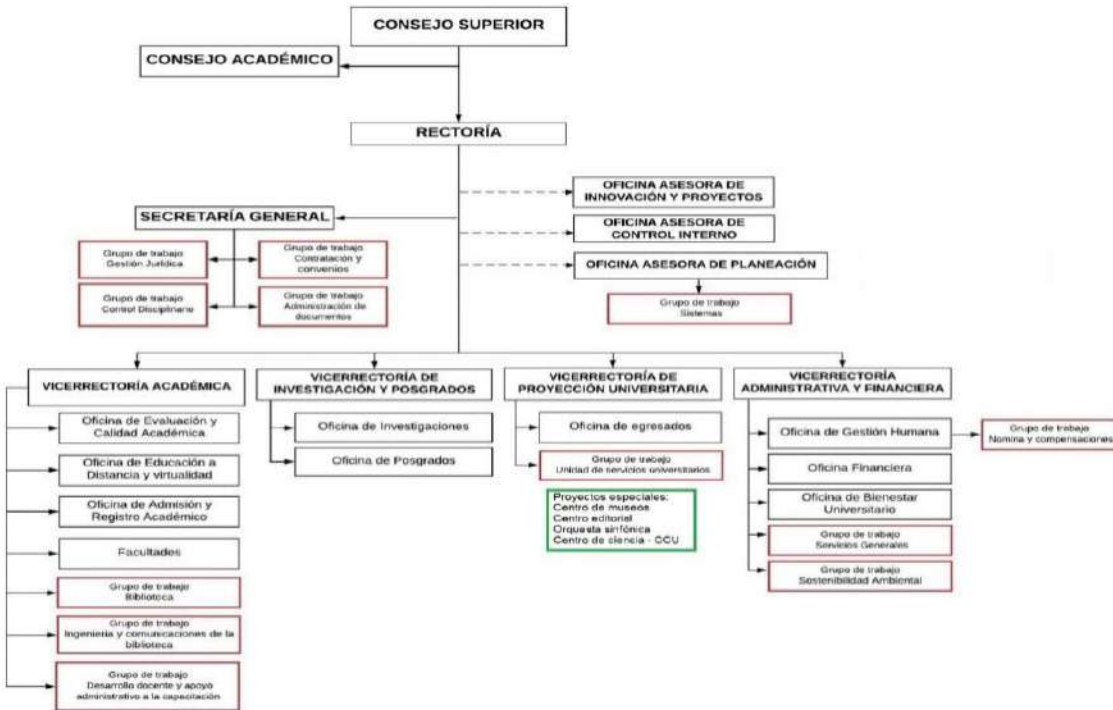 CONSEJO SUPERIOR
CONSEJO ACADÉMICO
RECTORÍA
OFICINA ASESORA DE
INNOVACIÓN Y PROYECTOS
SECRETARÍA GENERAL
OFICINA ASESORA DE
CONTROL INTERNO
Grupo de trabajo
Gestión Jurídica
Grupo de trabajo
Contratación y
convenios
OFICINA ASESORA DE PLANEACIÓN
Grupo de trabajo
Control Disciplinario
Grupo de trabajo
Administración de
documentos
Grupo de trabajo
Sistemas
VICERRECTORÍA ACADÉMICA
Oficina de Evaluación y
Calidad Académica
Oficina de Educación a
Distancia y virtualidad
Oficina de Admisión y
Registro Académico
Facultades
Grupo de trabajo
Biblioteca
Grupo de trabajo
Ingeniería y comunicaciones de la
biblioteca
Grupo de trabajo
Desarrollo docente y apoyo
administrativo a la capacitación
VICERRECTORÍA DE
INVESTIGACIÓN Y POSGRADOS
Oficina de Investigaciones
Oficina de Posgrados
VICERRECTORÍA DE
PROYECCIÓN UNIVERSITARIA
Oficina de egresados
Grupo de trabajo
Unidad de servicios universitarios
Proyectos especiales:
Centro de museos
Centro editorial
Orquesta sinfónica
Centro de ciencia - CCU
VICERRECTORÍA
ADMINISTRATIVA Y FINANCIERA
Oficina de Gestión Humana
Grupo de trabajo
Nomina y compensaciones
Oficina Financiera
Oficina de Bienestar
Universitario
Grupo de trabajo
Servicios Generales
Grupo de trabajo
Sostenibilidad Ambiental